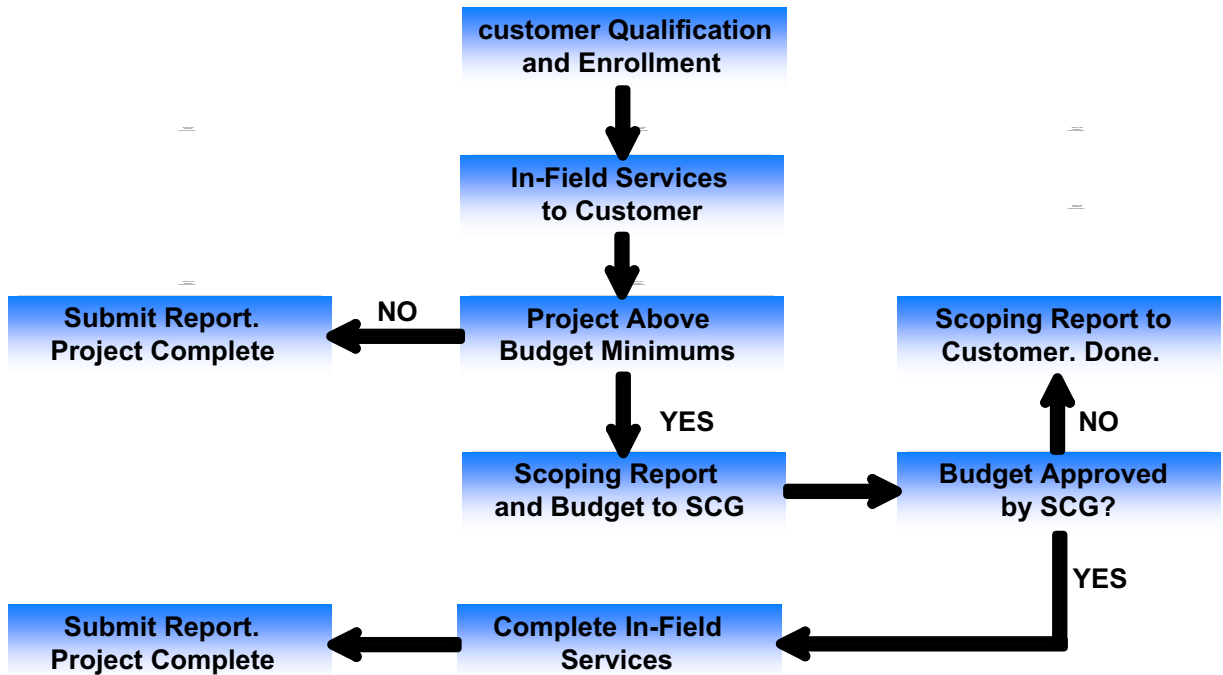 customer Qualification
and Enrollment
In-Field Services
to Customer
Submit Report.
Project Complete
NO
Project Above
Budget Minimums
Scoping Report to
Customer. Done.
YES
NO
Scoping Report
and Budget to SCG
Budget Approved
by SCG?
YES
Submit Report.
Project Complete
Complete In-Field
Services